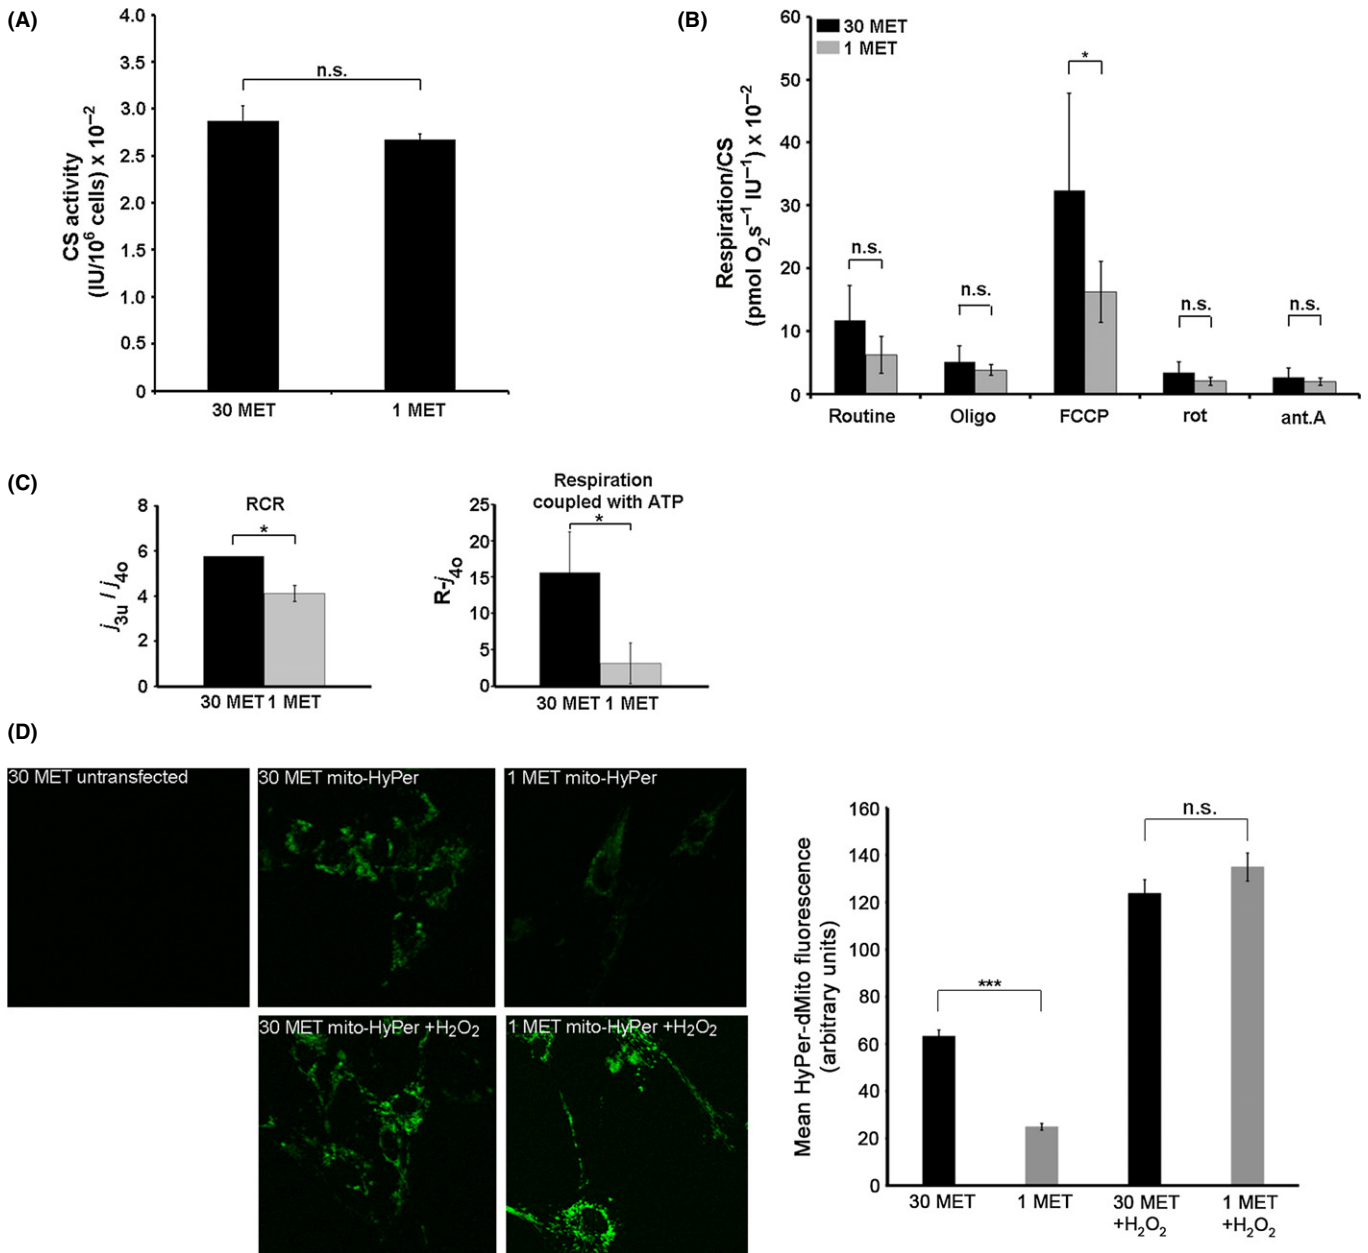 (A)
4.0
3.5
3.0
2.5
2.0
1.5
1.0
0.5
0
CS activity
(IU/10⁶ cells) x 10⁻²
n.s.
30 MET
1 MET
(B)
60
50
40
30
20
10
0
Respiration/CS
(pmol O₂s⁻¹ IU⁻¹) x 10⁻²
30 MET
1 MET
n.s.
n.s.
*
n.s.
n.s.
Routine
Oligo
FCCP
rot
ant.A
(C)
RCR
8
6
4
2
0
j₃ᵤ / j₄ₒ
*
30 MET 1 MET
Respiration
coupled with ATP
25
20
15
10
5
0
R-j₄ₒ
*
30 MET 1 MET
(D)
30 MET untransfected
30 MET mito-HyPer
1 MET mito-HyPer
30 MET mito-HyPer +H₂O₂
1 MET mito-HyPer +H₂O₂
160
140
120
100
80
60
40
20
0
Mean HyPer-dMito fluorescence
(arbitrary units)
***
n.s.
30 MET
1 MET
30 MET
+H₂O₂
1 MET
+H₂O₂